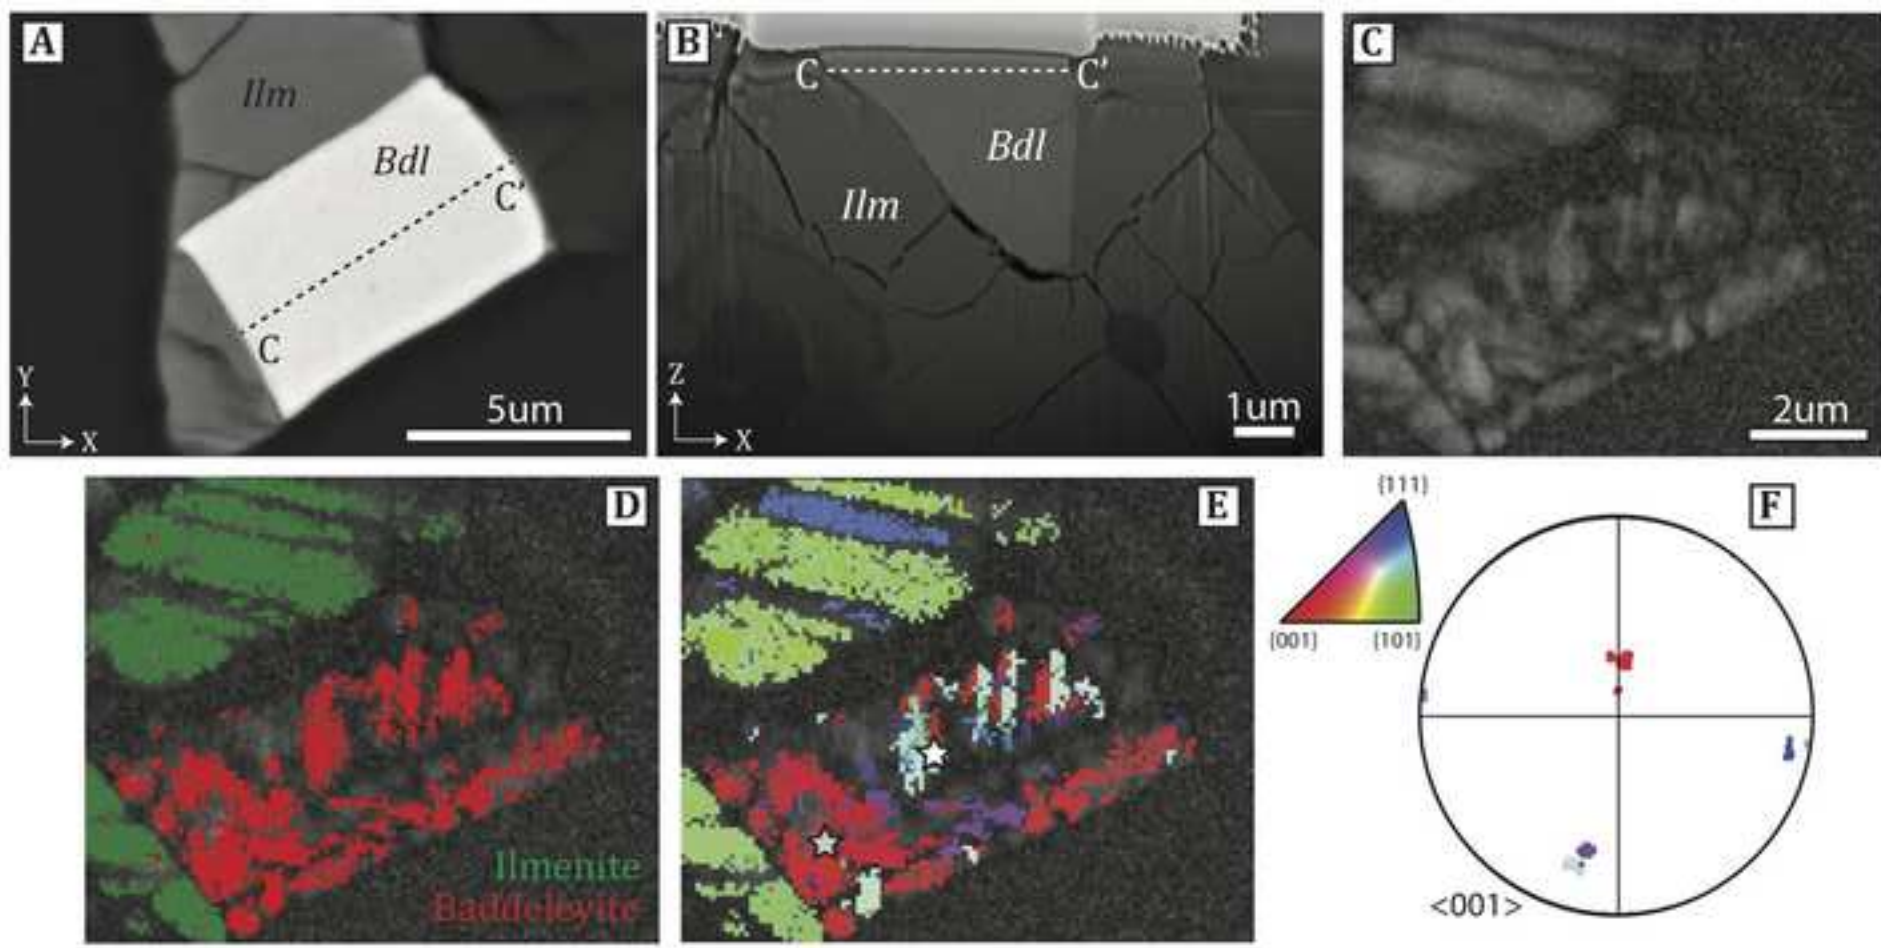 A
Ilm
Bdl
C'
C
Y
X
5um
B
C
C'
Bdl
Ilm
Z
X
1um
C
2um
D
Ilmenite
Baddeleyite
E
{111}
{001}
{101}
F
<001>